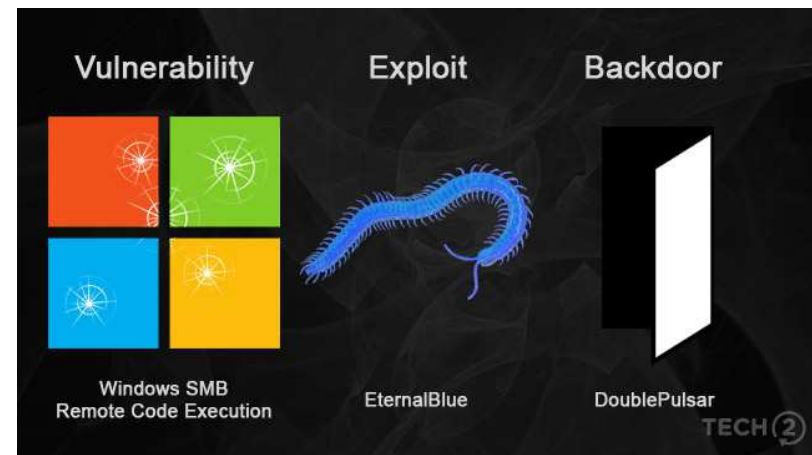 Vulnerability
Exploit
Backdoor
Windows SMB
Remote Code Execution
EternalBlue
DoublePulsar
TECH2